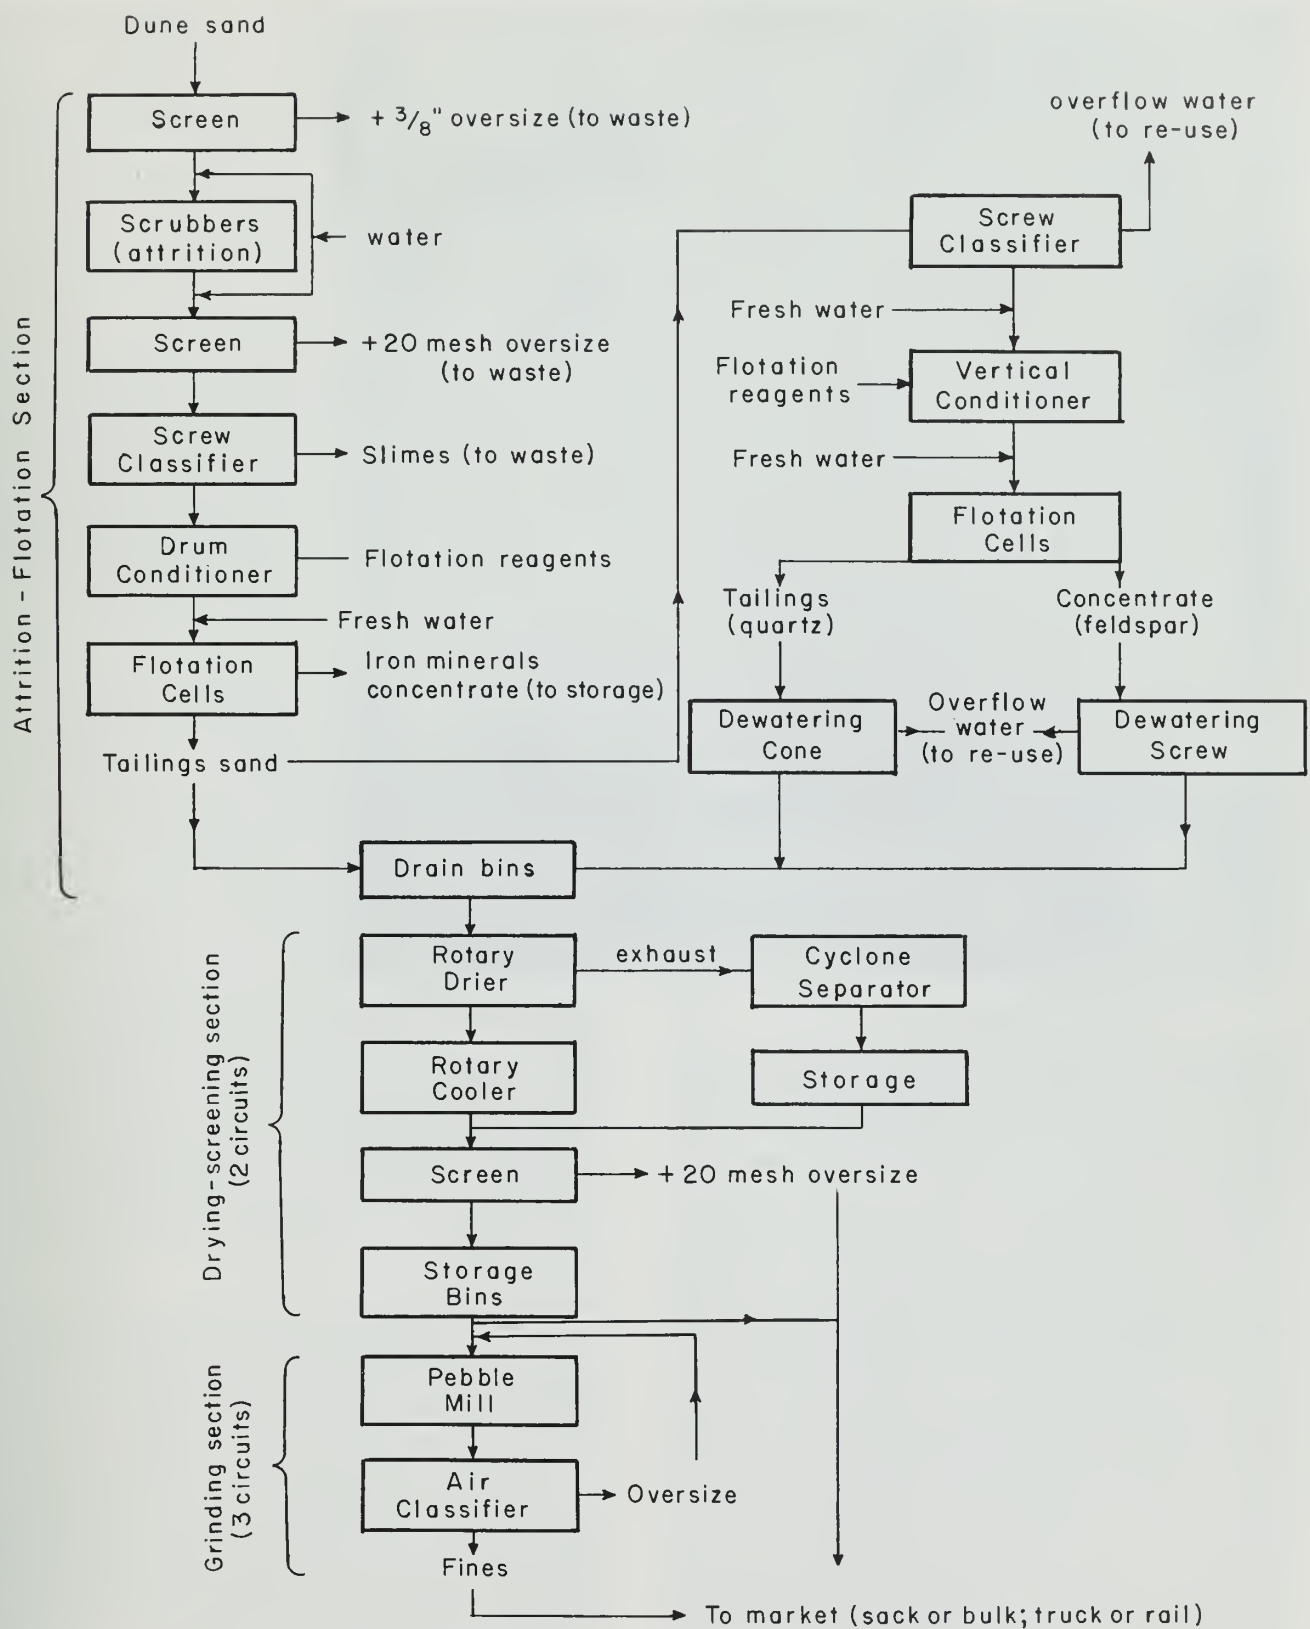 Dune sand
Screen
+ 3/8" oversize (to waste)
Scrubbers
(attrition)
water
Screen
+20 mesh oversize
(to waste)
Screw
Classifier
Slimes (to waste)
Drum
Conditioner
Flotation reagents
Fresh water
Flotation
Cells
Iron minerals
concentrate (to storage)
Tailings sand
Attrition - Flotation Section
overflow water
(to re-use)
Screw
Classifier
Fresh water
Flotation
reagents
Vertical
Conditioner
Fresh water
Flotation
Cells
Tailings
(quartz)
Concentrate
(feldspar)
Dewatering
Cone
Overflow
water
(to re-use)
Dewatering
Screw
Drain bins
Rotary
Drier
exhaust
Cyclone
Separator
Rotary
Cooler
Storage
Screen
+ 20 mesh oversize
Storage
Bins
Drying-screening section
(2 circuits)
Pebble
Mill
Air
Classifier
Oversize
Grinding section
(3 circuits)
Fines
To market (sack or bulk; truck or rail)